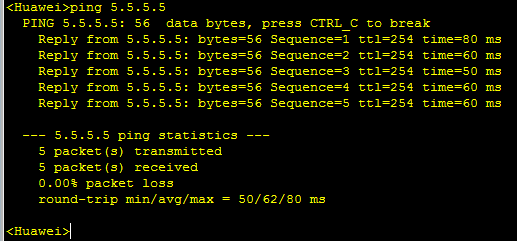 <Huawei>ping 5.5.5.5
PING 5.5.5.5: 56  data bytes, press CTRL_C to break
Reply from 5.5.5.5: bytes=56 Sequence=1 ttl=254 time=80 ms
Reply from 5.5.5.5: bytes=56 Sequence=2 ttl=254 time=60 ms
Reply from 5.5.5.5: bytes=56 Sequence=3 ttl=254 time=50 ms
Reply from 5.5.5.5: bytes=56 Sequence=4 ttl=254 time=60 ms
Reply from 5.5.5.5: bytes=56 Sequence=5 ttl=254 time=60 ms
--- 5.5.5.5 ping statistics ---
5 packet(s) transmitted
5 packet(s) received
0.00% packet loss
round-trip min/avg/max = 50/62/80 ms
<Huawei>